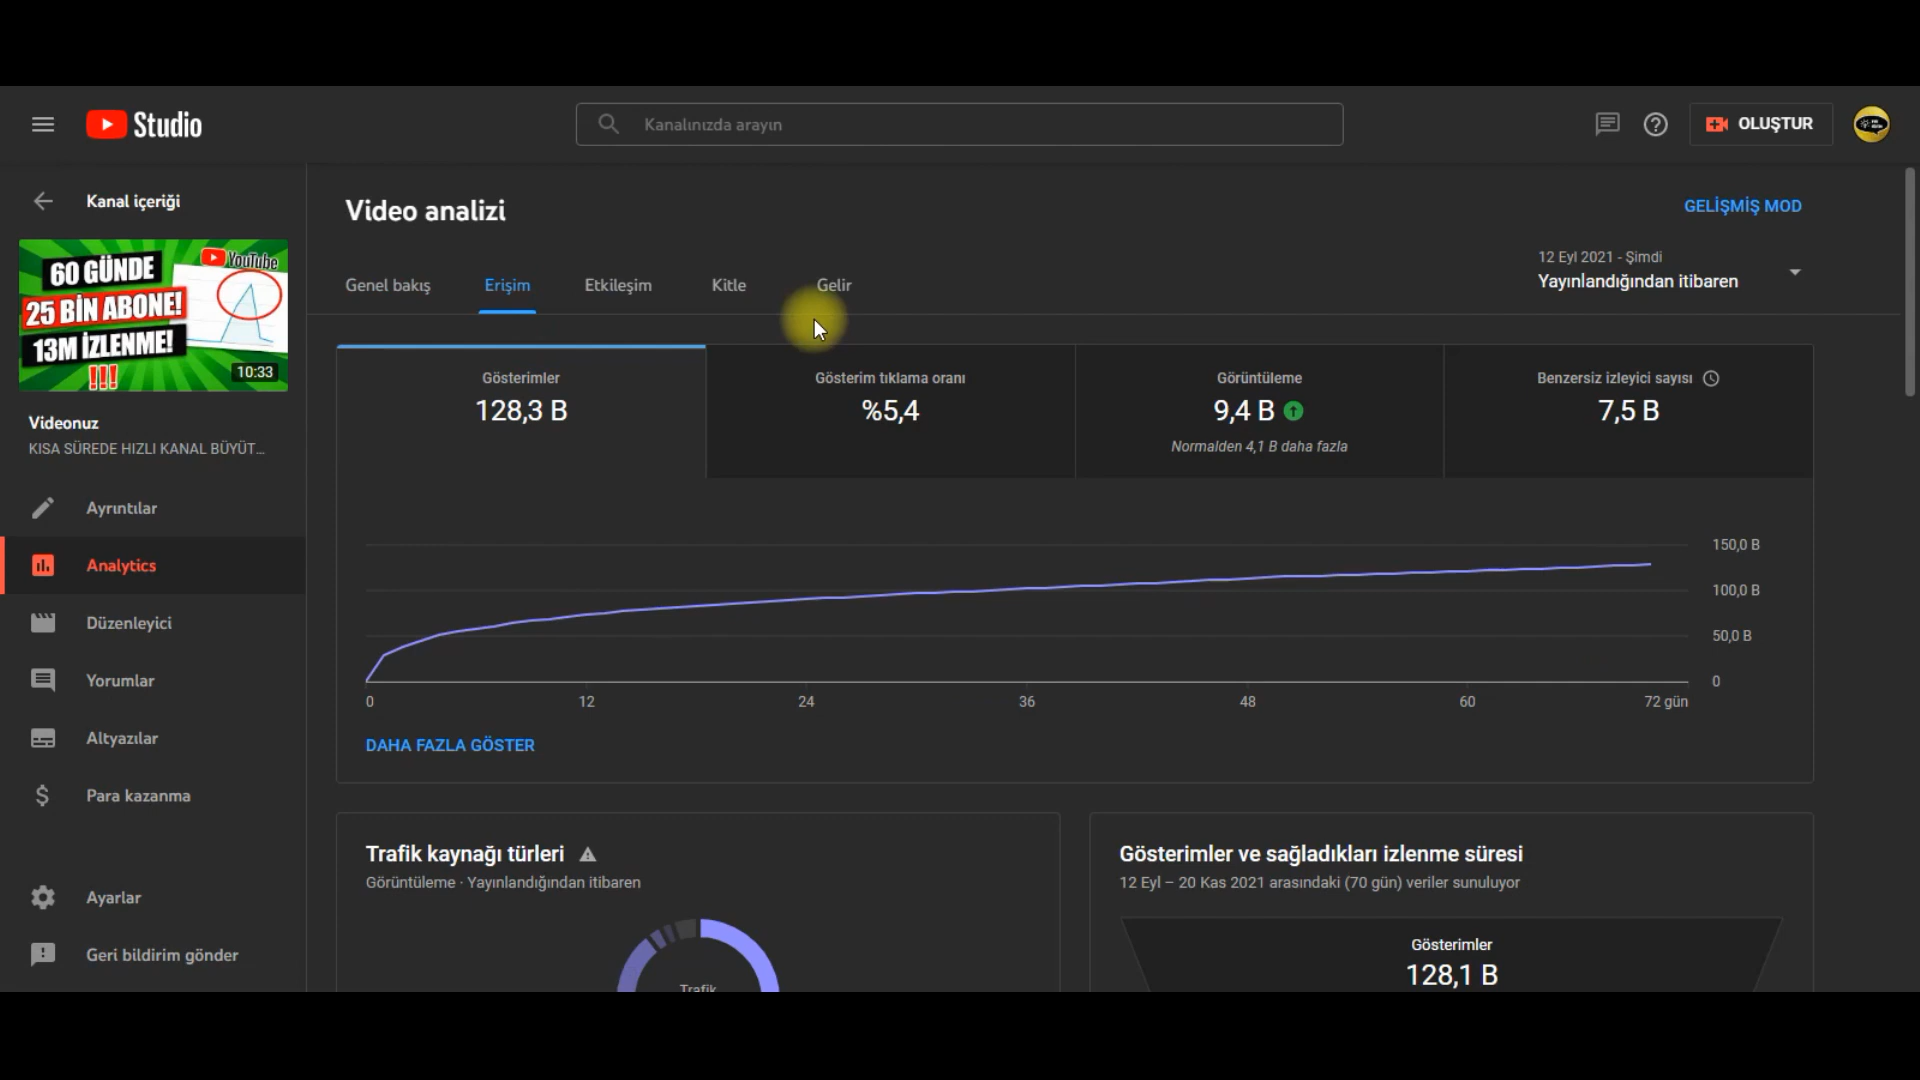 Studio
Kanalınızda arayın
OLUŞTUR
Kanal içeriği
60 GÜNDE
25 BİN ABONE!
13M İZLENME!
!!!
YouTube
10:33
Videonuz
KISA SÜREDE HIZLI KANAL BÜYÜT...
Ayrıntılar
Analytics
Düzenleyici
Yorumlar
Altyazılar
Para kazanma
Ayarlar
Geri bildirim gönder
Video analizi
GELİŞMİŞ MOD
Genel bakış
Erişim
Etkileşim
Kitle
Gelir
12 Eyl 2021 - Şimdi
Yayınlandığından itibaren
Gösterimler
128,3 B
Gösterim tıklama oranı
%5,4
Görüntüleme
9,4 B
Normalden 4,1 B daha fazla
Benzersiz izleyici sayısı
7,5 B
150,0 B
100,0 B
50,0 B
0
0 12 24 36 48 60 72 gün
DAHA FAZLA GÖSTER
Trafik kaynağı türleri
Görüntüleme · Yayınlandığından itibaren
Trafik
Gösterimler ve sağladıkları izlenme süresi
12 Eyl – 20 Kas 2021 arasındaki (70 gün) veriler sunuluyor
Gösterimler
128,1 B